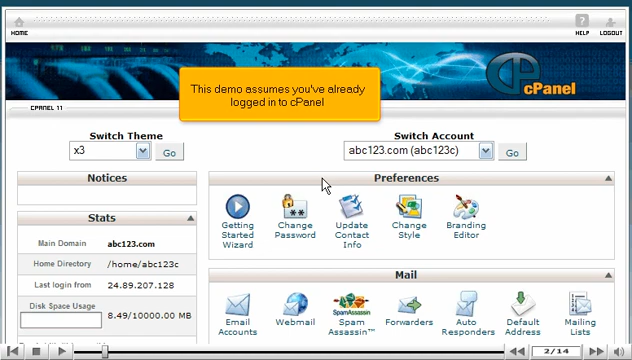 HOME
HELP
LOGOUT
cPanel
This demo assumes you've already
logged in to cPanel
CPANEL 11
Switch Theme
x3
Go
Switch Account
abc123.com (abc123c)
Go
Notices
Stats
Main Domain abc123.com
Home Directory /home/abc123c
Last login from 24.89.207.128
Disk Space Usage
8.49/10000.00 MB
Preferences
Getting
Started
Wizard
Change
Password
Update
Contact
Info
Change
Style
Branding
Editor
Mail
Email
Accounts
Webmail
SpamAssassin
Spam
Assassin™
Forwarders
Auto
Responders
Default
Address
Mailing
Lists
2/14